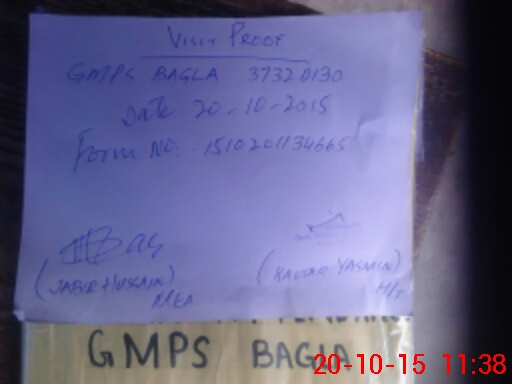 VISIT PROOF
GMPS BAGLA 37320130
Date 20-10-2015
Form NO: 1510201134665
(JABIR HUSSAIN)
MEA
(KAUSAR YASMIN)
H/T
GMPS BAGLA
20-10-15 11:38